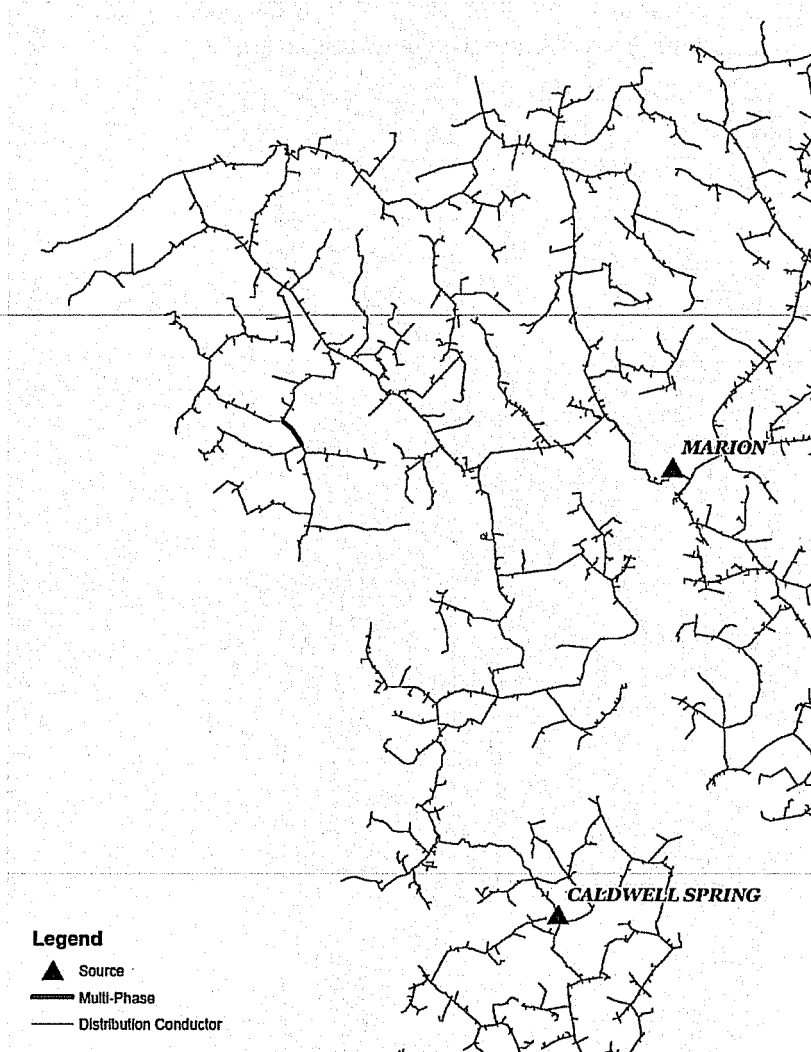 MARION
CALDWELL SPRING
Legend
Source
Multi-Phase
Distribution Conductor